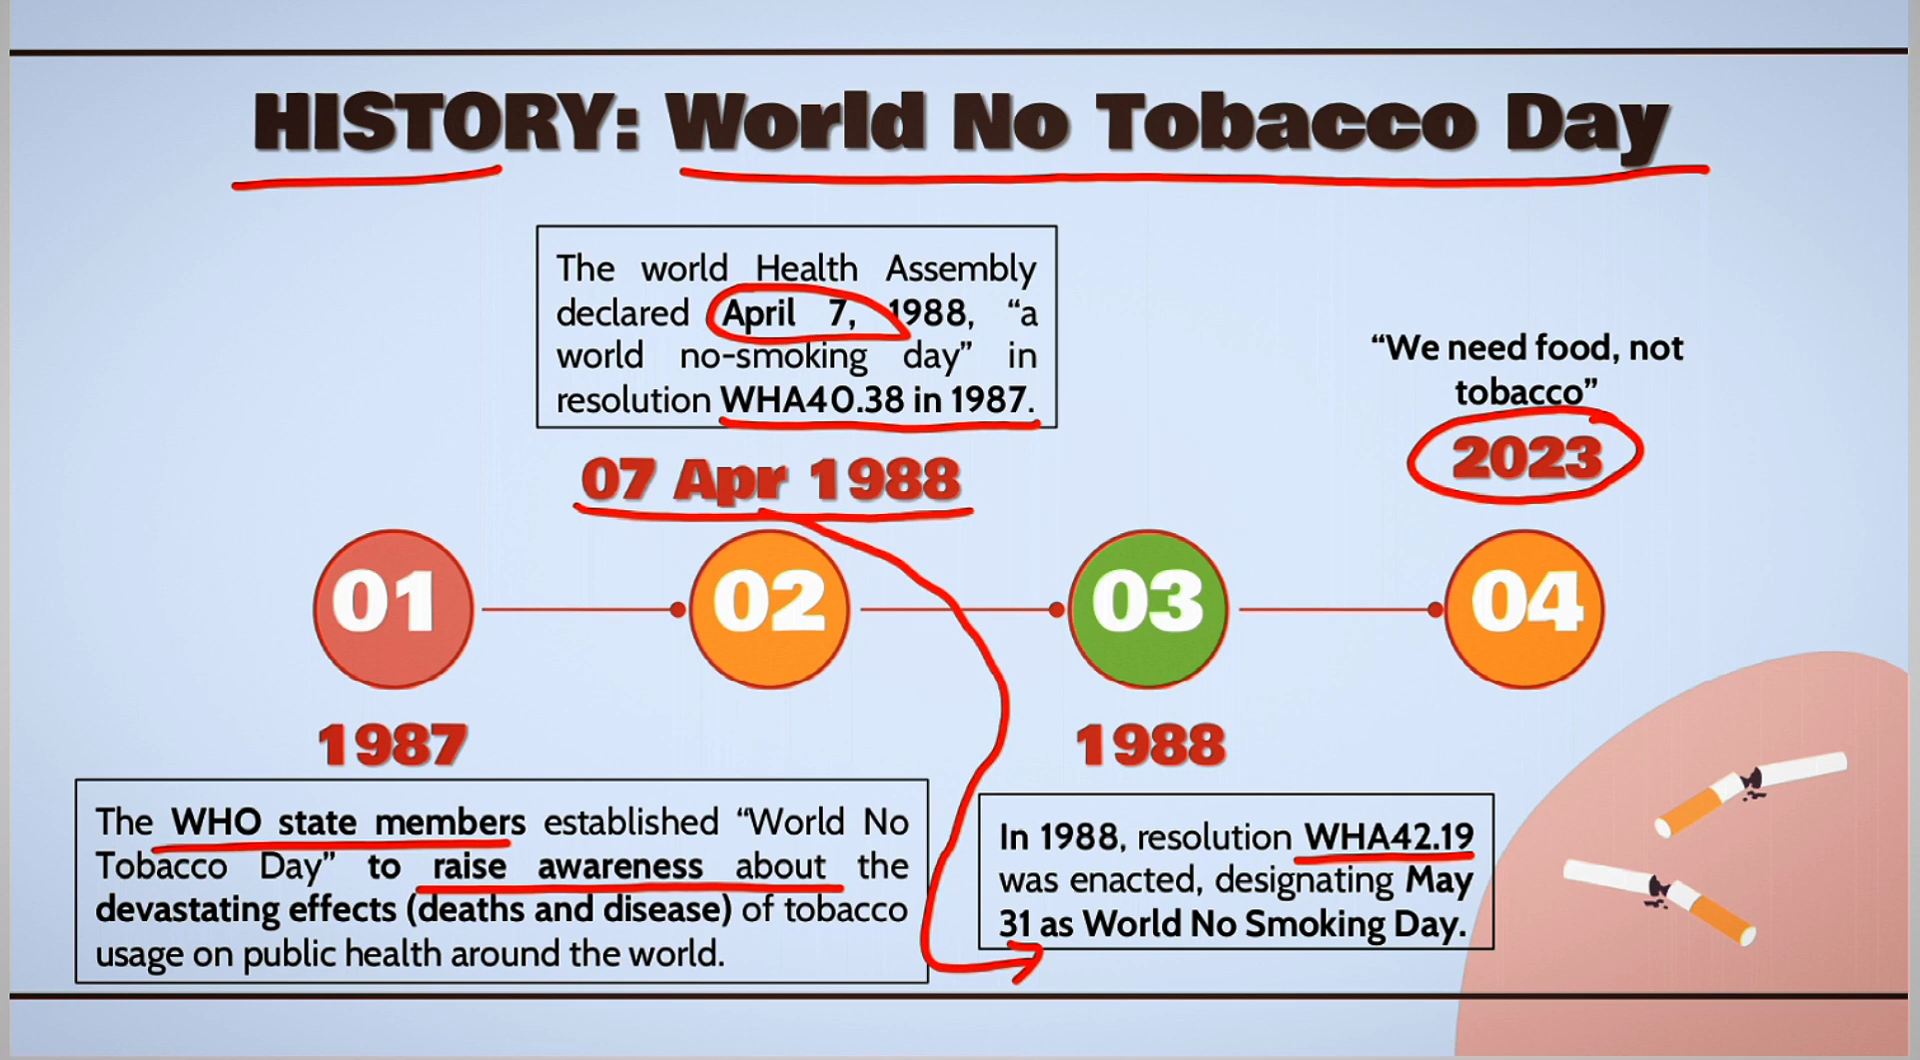 HISTORY: World No Tobacco Day
The world Health Assembly
declared April 7, 1988, “a
world no-smoking day” in
resolution WHA40.38 in 1987.
07 Apr 1988
“We need food, not
tobacco”
2023
01
02
03
04
1987
The WHO state members established “World No
Tobacco Day” to raise awareness about the
devastating effects (deaths and disease) of tobacco
usage on public health around the world.
1988
In 1988, resolution WHA42.19
was enacted, designating May
31 as World No Smoking Day.